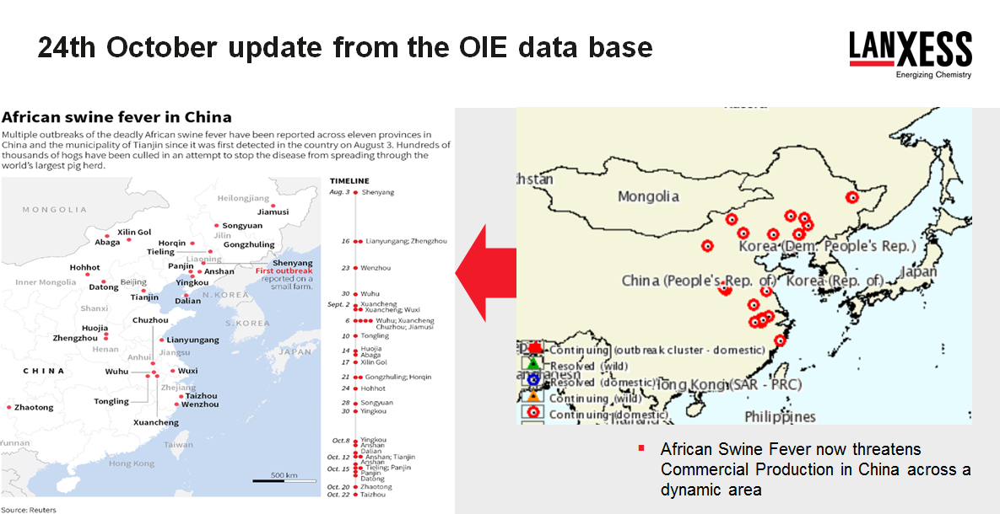 24th October update from the OIE data base
LANXESS
Energizing Chemistry
African swine fever in China
Multiple outbreaks of the deadly African swine fever have been reported across eleven provinces in
China and the municipality of Tianjin since it was first detected in the country on August 3. Hundreds of
thousands of hogs have been culled in an attempt to stop the disease from spreading through the
world's largest pig herd.
MONGOLIA
Heilongjiang
Jiamusi
Xilin Gol
Abaga
Songyuan
Jilin
Horqin
Gongzhuling
Tieling
Liaoning
Hohhot
Panjin
Shenyang
First outbreak
reported on a
small farm.
Anshan
Inner Mongolia
Beijing
Yingkou
Datong
Tianjin
Dalian
N.KOREA
Shanxi
Chuzhou
S.KOREA
Huojia
Zhengzhou
Lianyungang
Henan
Jiangsu
JAPAN
Anhui
CHINA
Wuhu
Wuxi
Zhejiang
Tongling
Taizhou
Wenzhou
Zhaotong
Xuancheng
Yunnan
Taiwan
Hong Kong
500 km
Source: Reuters
TIMELINE
Aug. 3 Shenyang
16 Lianyungang; Zhengzhou
23 Wenzhou
30 Wuhu
Sept. 2 Xuancheng
Xuancheng; Wuxi
6 Wuhu; Xuancheng
Chuzhou; Jiamusi
10 Tongling
14 Huojia
Abaga
17 Xilin Gol
21 Gongzhuling; Horqin
24 Hohhot
28 Songyuan
30 Yingkou
Oct.8 Yingkou
Anshan
Dalian
Oct. 12 Anshan; Tianjin
Anshan
Oct. 15 Tieling; Panjin
Panjin
Datong
Oct. 20 Zhaotong
Oct. 22 Taizhou
Mongolia
Korea (Dem. People's Rep.)
China (People's Rep. of)
Korea (Rep. of)
Japan
Continuing (outbreak cluster - domestic)
Resolved (wild)
Resolved (domestic)
Hong Kong (SAR - PRC)
Continuing (wild)
Continuing (domestic)
Philippines
African Swine Fever now threatens
Commercial Production in China across a
dynamic area